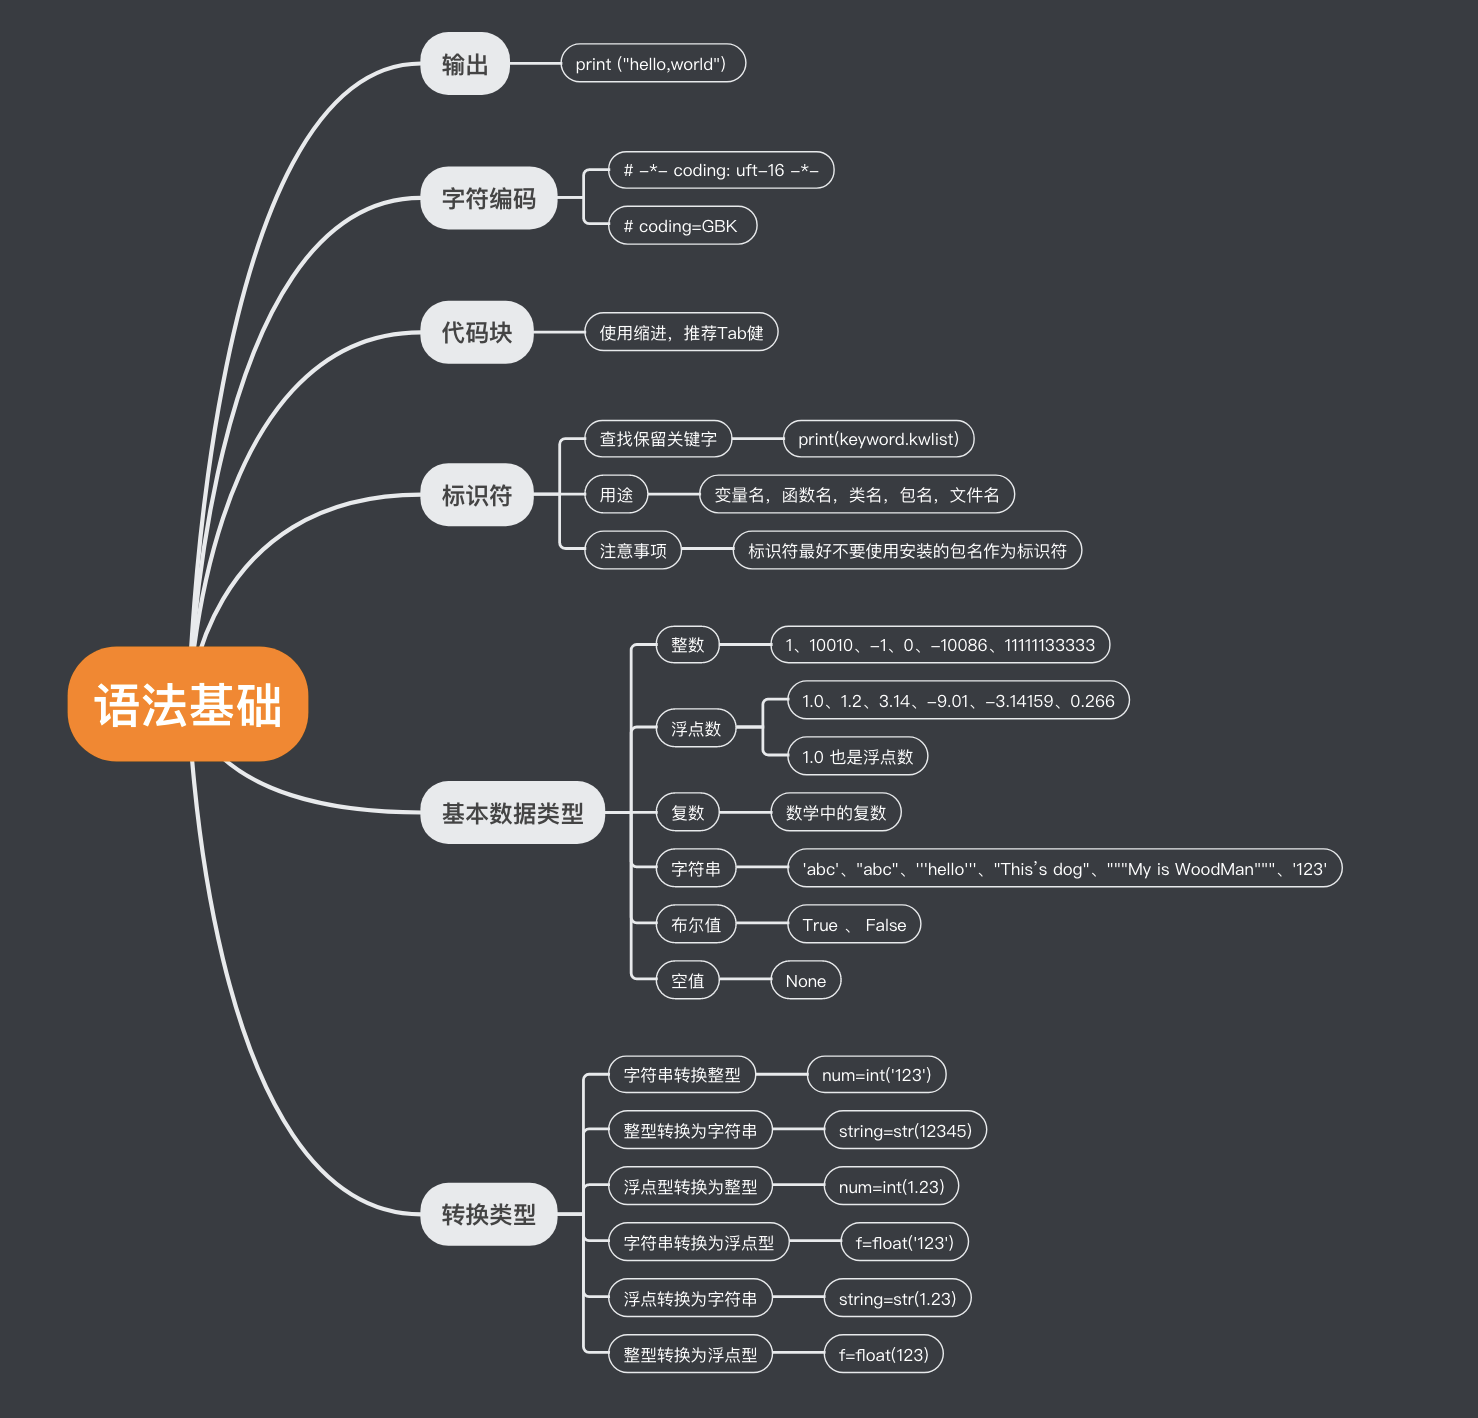 语法基础
输出
print ("hello,world")
字符编码
# -*- coding: uft-16 -*-
# coding=GBK
代码块
使用缩进，推荐Tab健
标识符
查找保留关键字
print(keyword.kwlist)
用途
变量名，函数名，类名，包名，文件名
注意事项
标识符最好不要使用安装的包名作为标识符
基本数据类型
整数
1、10010、-1、0、-10086、11111133333
浮点数
1.0、1.2、3.14、-9.01、-3.14159、0.266
1.0 也是浮点数
复数
数学中的复数
字符串
'abc'、"abc"、'''hello'''、"This’s dog"、"""My is WoodMan"""、'123'
布尔值
True 、 False
空值
None
转换类型
字符串转换整型
num=int('123')
整型转换为字符串
string=str(12345)
浮点型转换为整型
num=int(1.23)
字符串转换为浮点型
f=float('123')
浮点转换为字符串
string=str(1.23)
整型转换为浮点型
f=float(123)